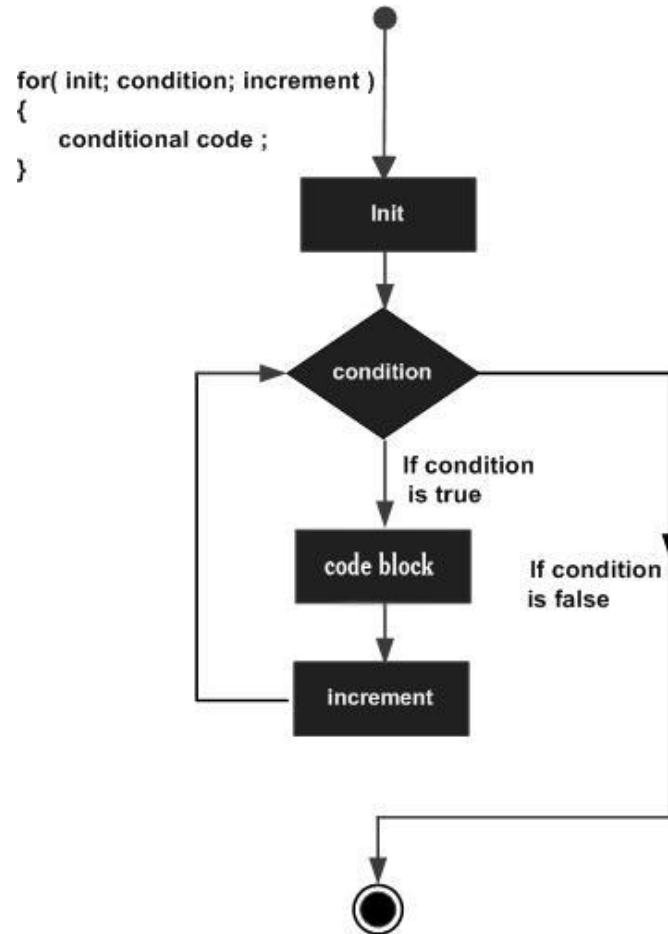 for( init; condition; increment )
{
conditional code ;
}
Init
condition
If condition
is true
code block
If condition
is false
increment